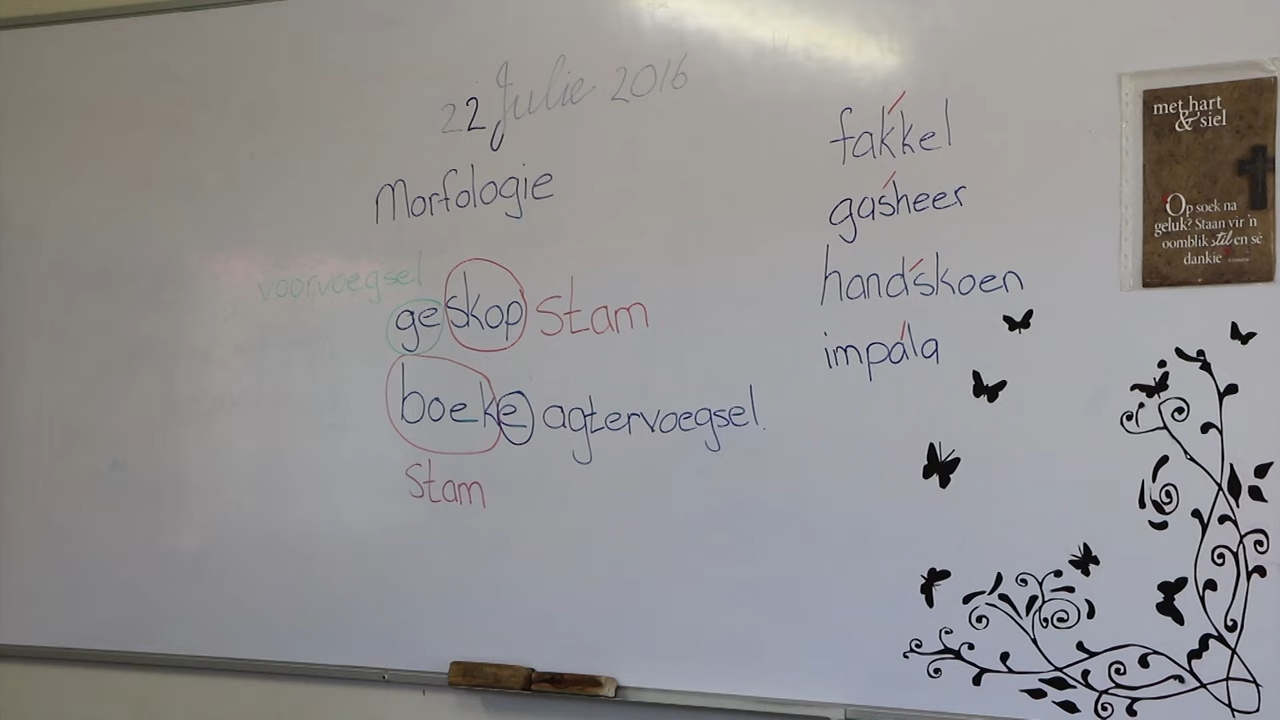 22 Julie 2016
Morfologie
voorvoegsel
geskop stam
boeke agtervoegsel.
stam
fakkel
gasheer
handskoen
impala
met hart
& siel
Op soek na
geluk? Staan vir 'n
oomblik stil en sê
dankie